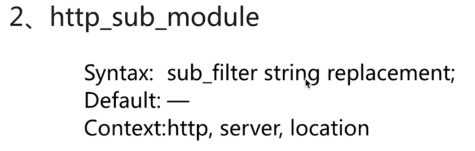 2、http_sub_module
Syntax: sub_filter string replacement;
Default: —
Context:http, server, location